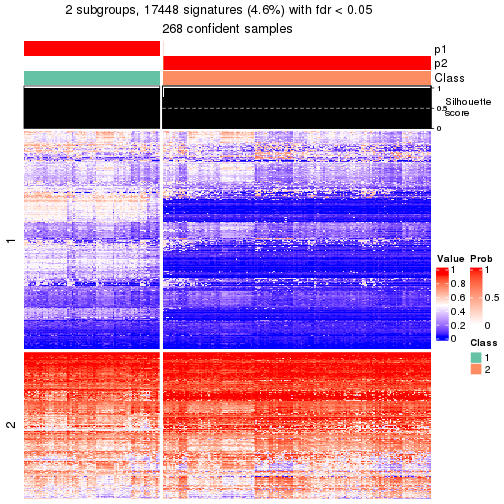 2 subgroups, 17448 signatures (4.6%) with fdr < 0.05
268 confident samples
p1
p2
Class
1
0.5
0
Silhouette
score
1
2
Value
1
0.8
0.6
0.4
0.2
0
Prob
1
0.5
0
Class
1
2